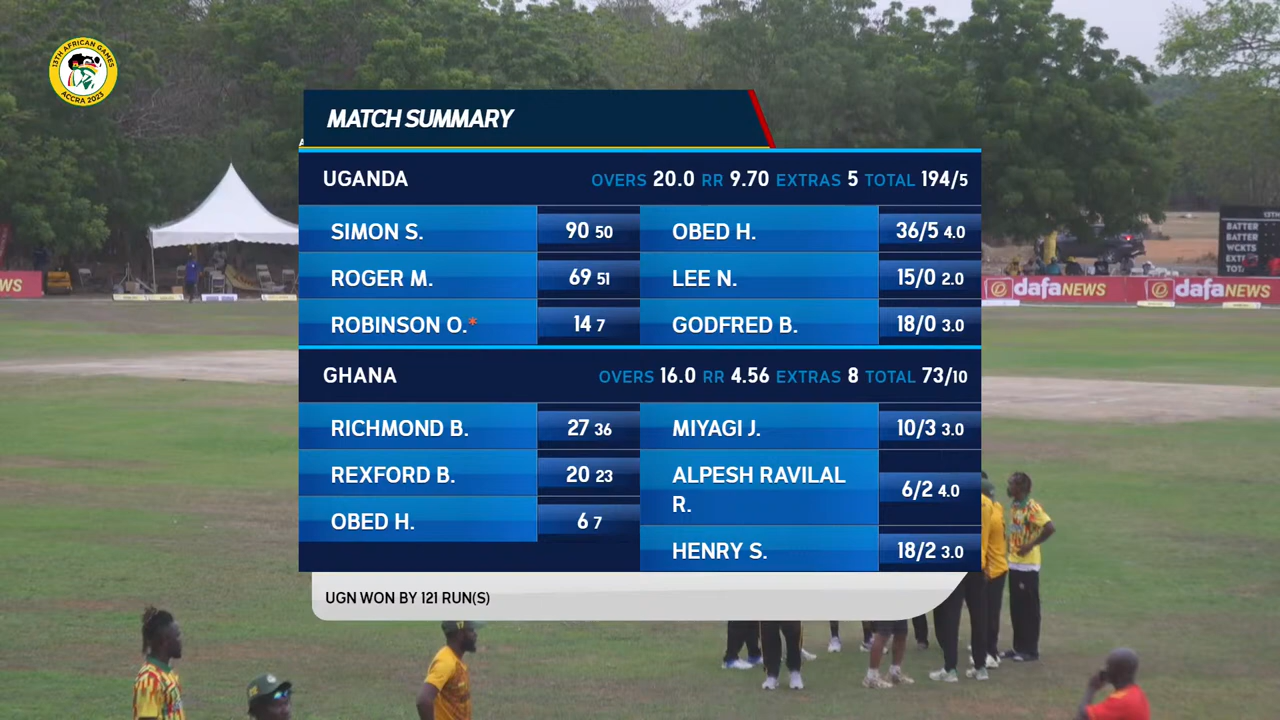 13TH AFRICAN GAMES
ACCRA 2023
MATCH SUMMARY
UGANDA OVERS 20.0 RR 9.70 EXTRAS 5 TOTAL 194/5
SIMON S. 90 50 OBED H. 36/5 4.0
ROGER M. 69 51 LEE N. 15/0 2.0
ROBINSON O.* 14 7 GODFRED B. 18/0 3.0
GHANA OVERS 16.0 RR 4.56 EXTRAS 8 TOTAL 73/10
RICHMOND B. 27 36 MIYAGI J. 10/3 3.0
REXFORD B. 20 23 ALPESH RAVILAL
R. 6/2 4.0
OBED H. 6 7 HENRY S. 18/2 3.0
UGN WON BY 121 RUN(S)
WS
dafaNEWS dafaNEWS
13TH
BATTER
BATTER
WCKTS